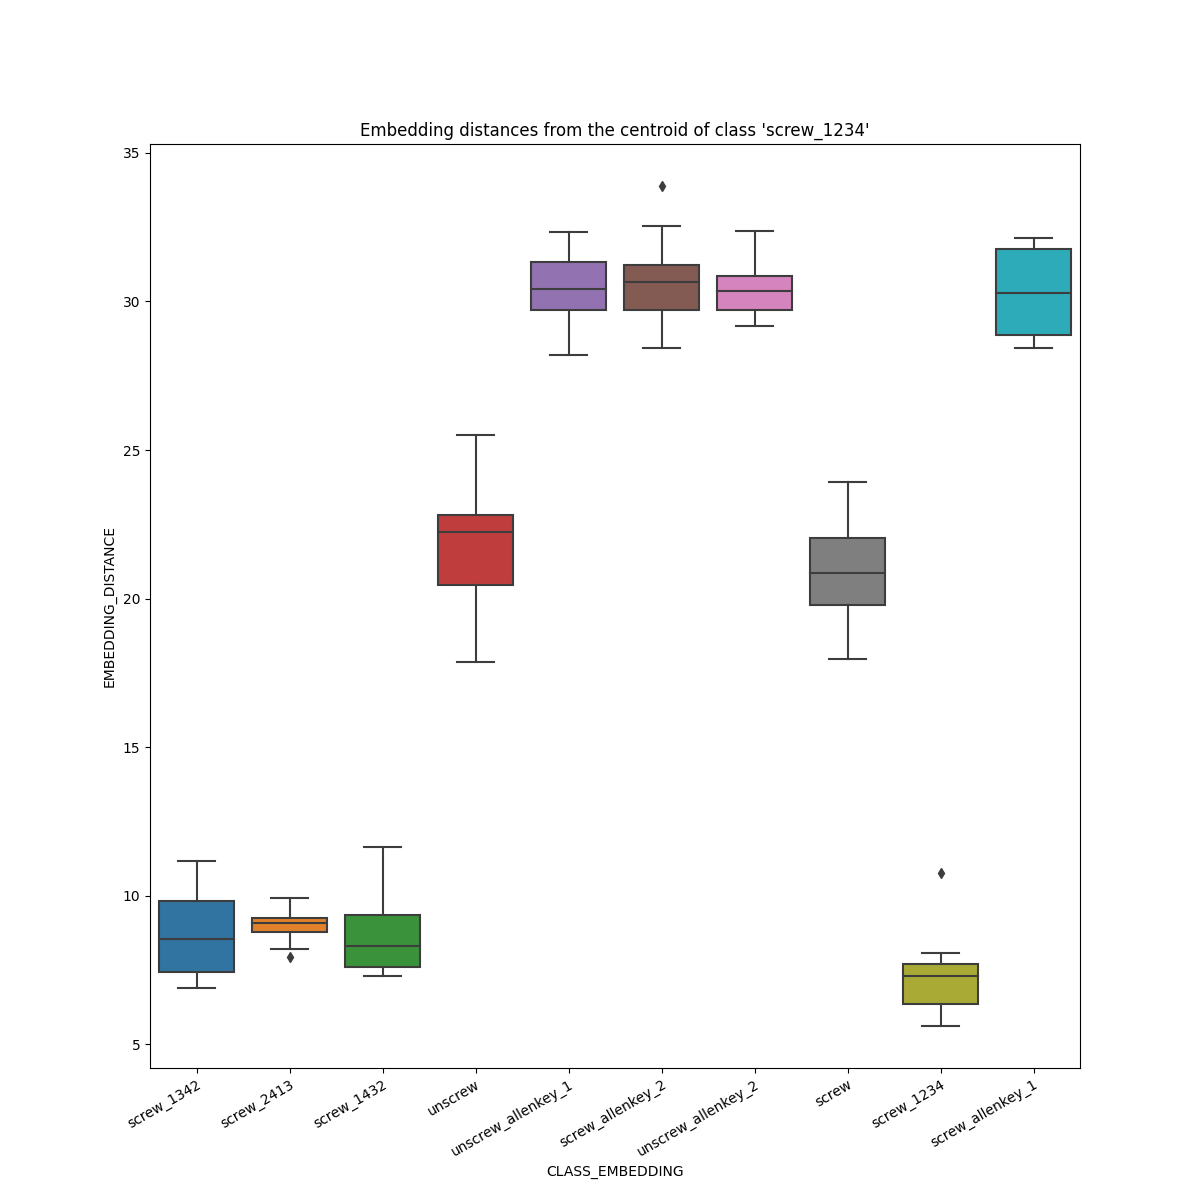 Embedding distances from the centroid of class 'screw_1234'
35
30
25
20
15
10
5
EMBEDDING_DISTANCE
screw_1342
screw_2413
screw_1432
unscrew
unscrew_allenkey_1
screw_allenkey_2
unscrew_allenkey_2
screw
screw_1234
screw_allenkey_1
CLASS_EMBEDDING